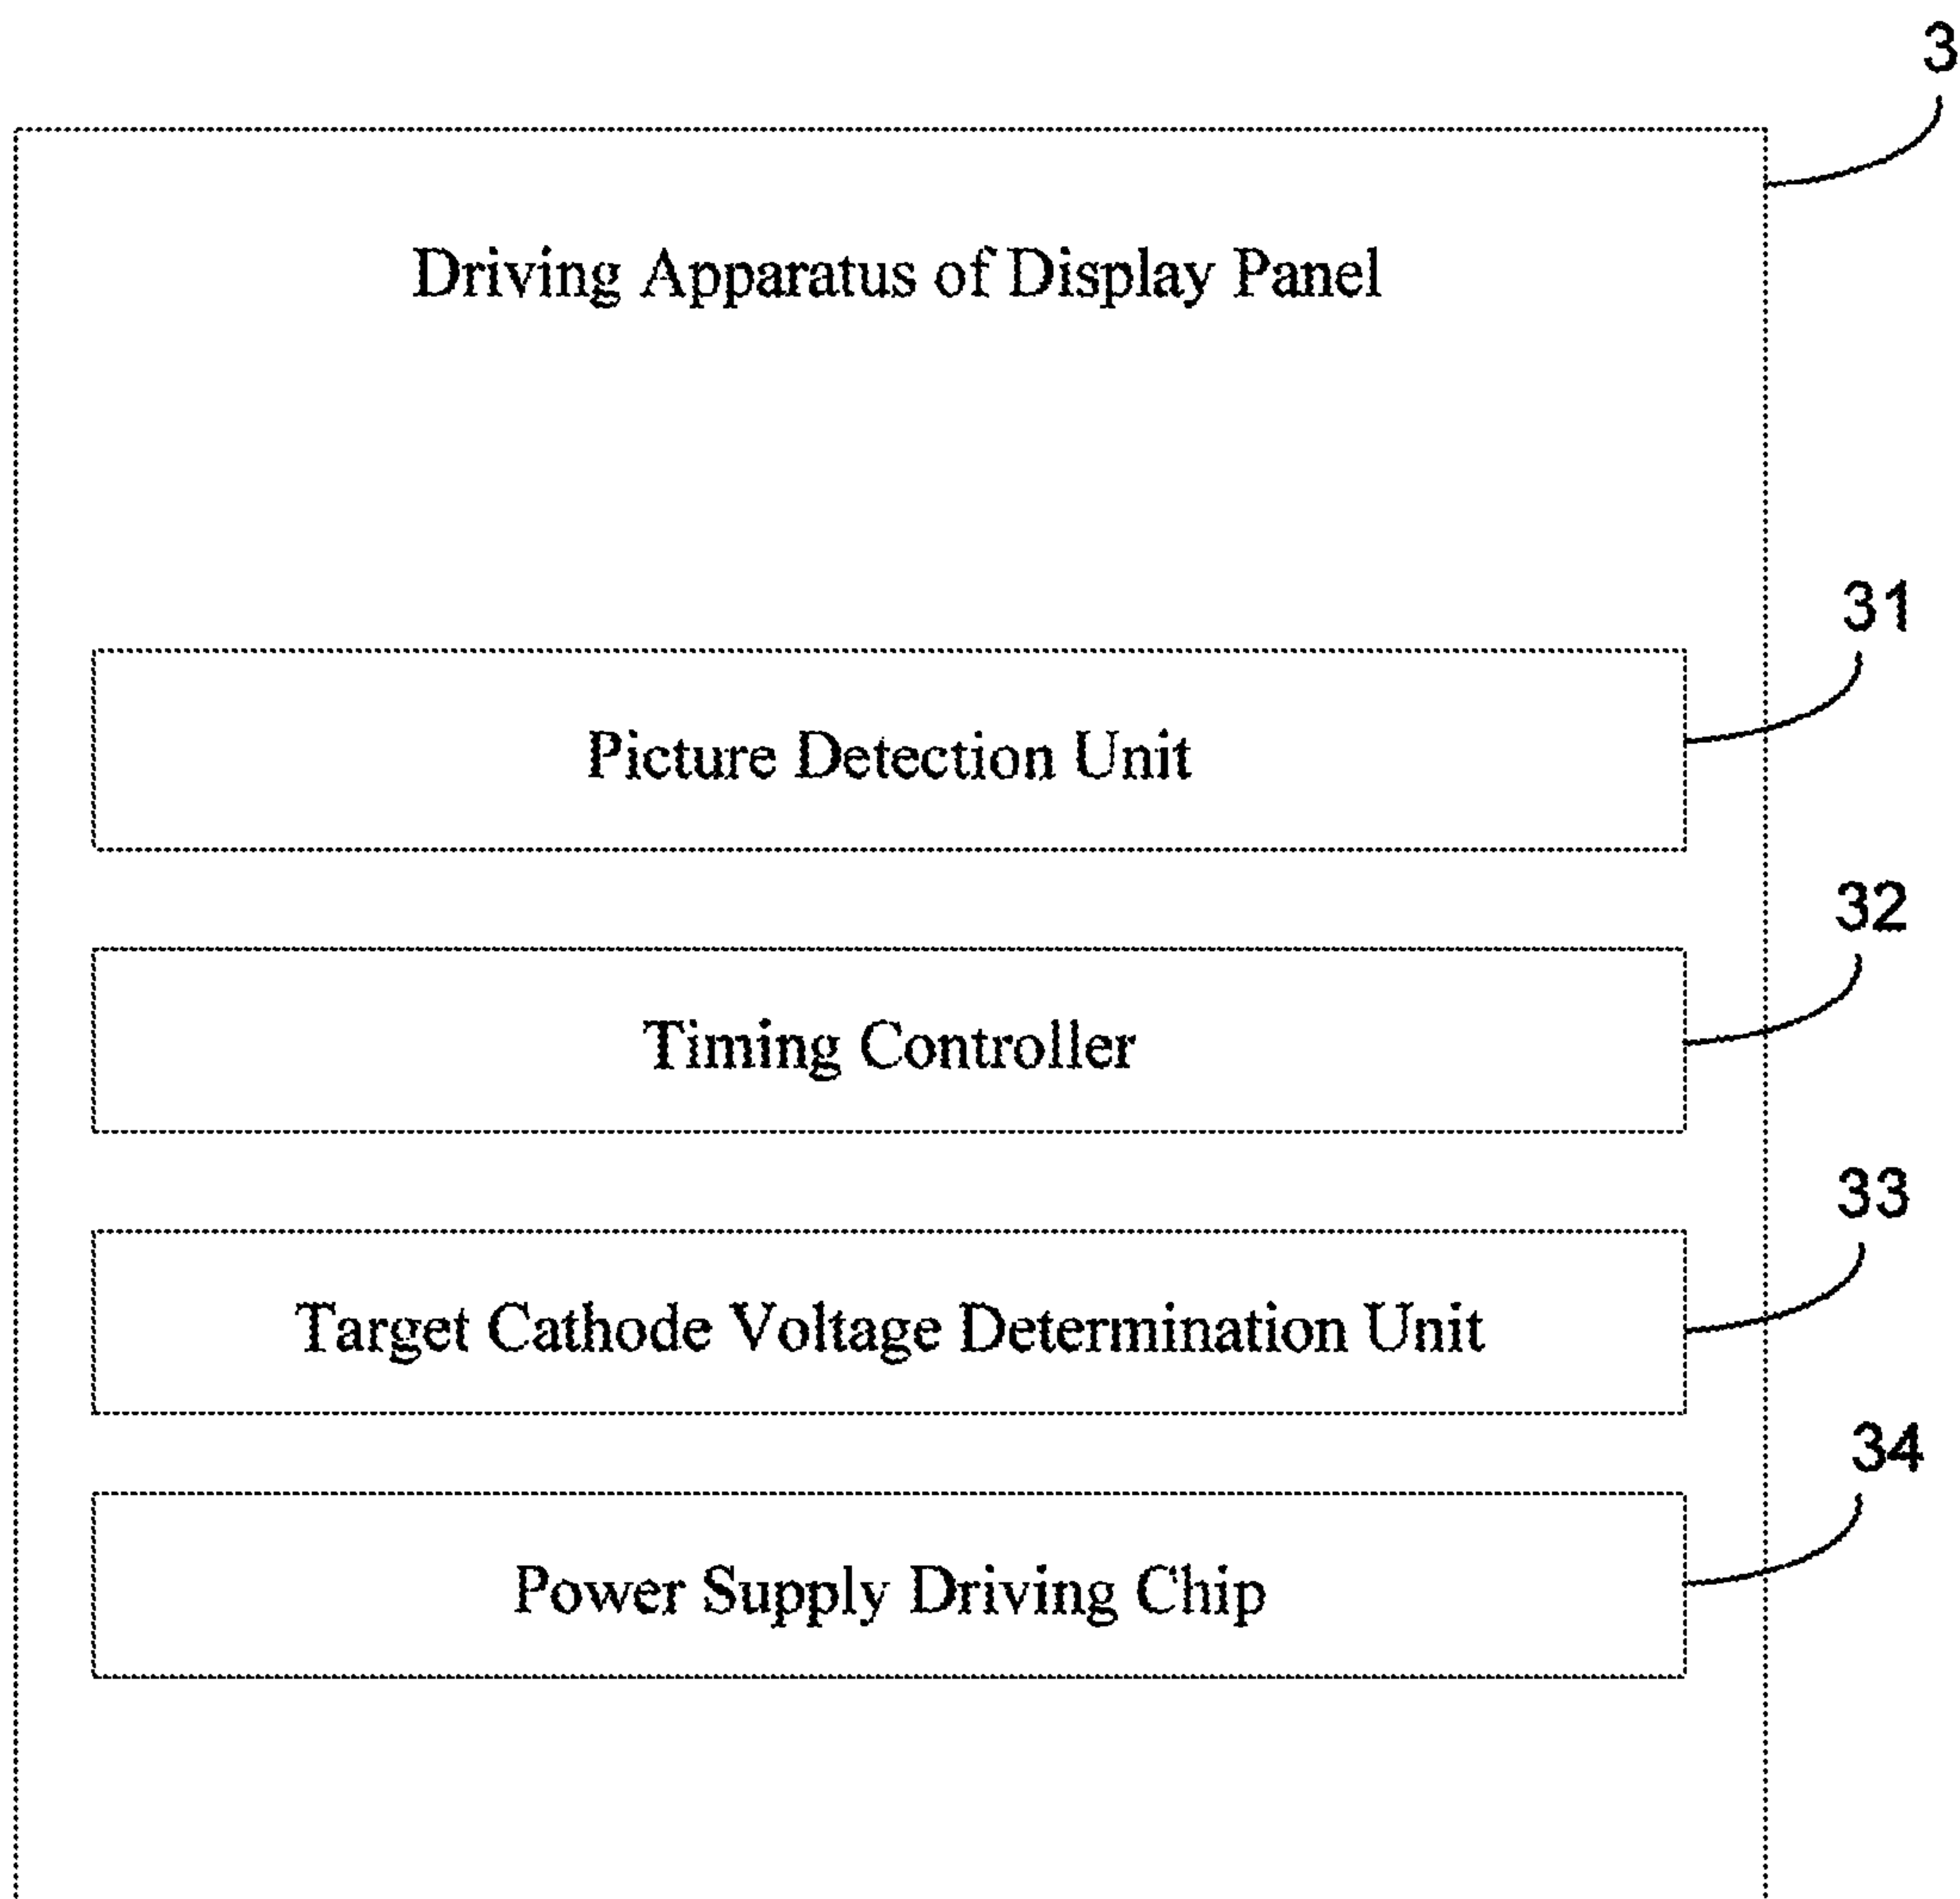 3
Driving Apparatus of Display Panel
31
Picture Detection Unit
32
Timing Controller
33
Target Cathode Voltage Determination Unit
34
Power Supply Driving Chip